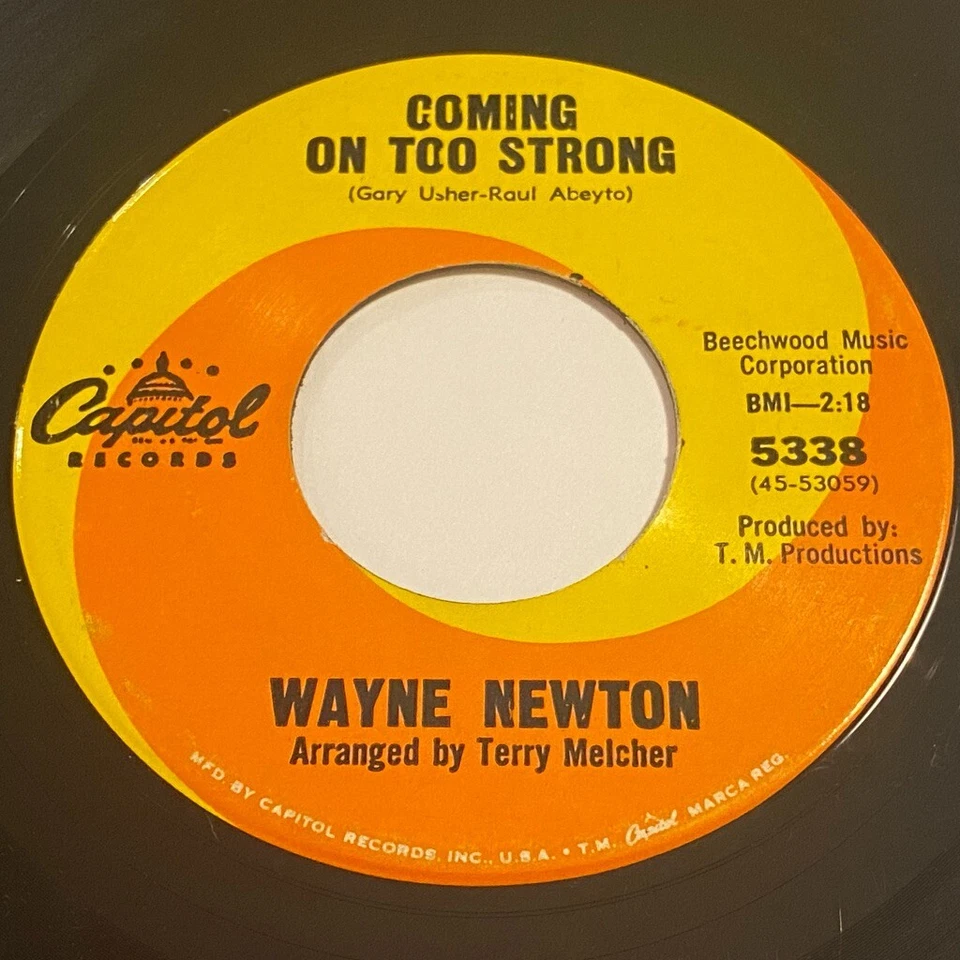 COMING
ON TOO STRONG
(Gary Usher-Raul Abeyto)
Beechwood Music
Corporation
BMI—2:18
5338
(45-53059)
Produced by:
T. M. Productions
Capitol
RECORDS
WAYNE NEWTON
Arranged by Terry Melcher
MFD. BY CAPITOL RECORDS, INC., U.S.A. • T.M. Capitol MARCA REG.